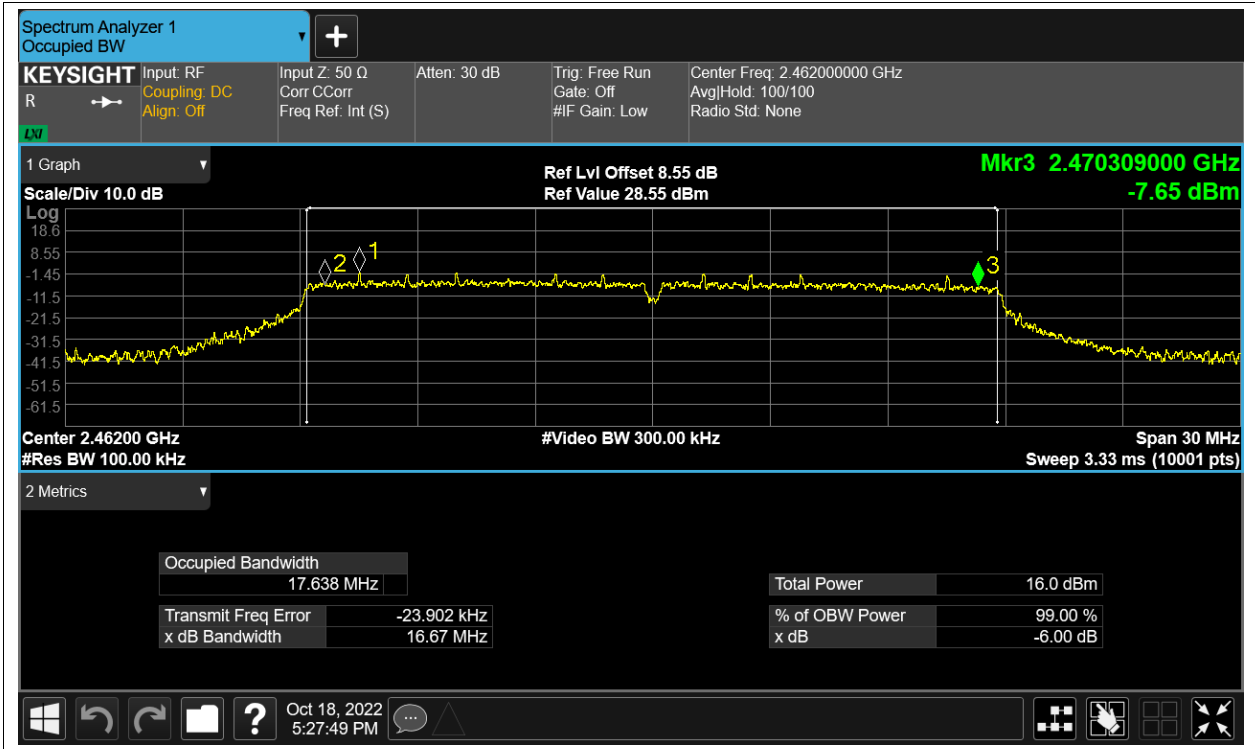 Spectrum Analyzer 1
Occupied BW
+
KEYSIGHT Input: RF Input Z: 50 Ω Atten: 30 dB Trig: Free Run Center Freq: 2.462000000 GHz
R Coupling: DC Corr CCorr Gate: Off Avg|Hold: 100/100
Align: Off Freq Ref: Int (S) #IF Gain: Low Radio Std: None
LXI
1 Graph
Ref Lvl Offset 8.55 dB
Mkr3 2.470309000 GHz
Scale/Div 10.0 dB
Ref Value 28.55 dBm
-7.65 dBm
Log
18.6
8.55
-1.45
-11.5
-21.5
-31.5
-41.5
-51.5
-61.5
2
1
3
Center 2.46200 GHz #Video BW 300.00 kHz Span 30 MHz
#Res BW 100.00 kHz Sweep 3.33 ms (10001 pts)
2 Metrics
Occupied Bandwidth
17.638 MHz Total Power 16.0 dBm
Transmit Freq Error -23.902 kHz % of OBW Power 99.00 %
x dB Bandwidth 16.67 MHz x dB -6.00 dB
? Oct 18, 2022
5:27:49 PM